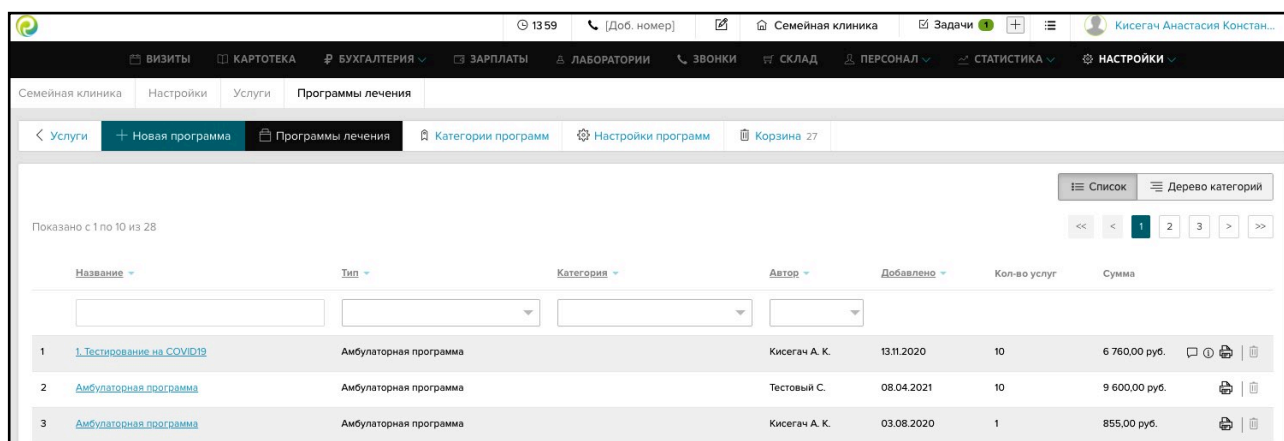 1359 [Доб. номер] Семейная клиника Задачи 1 Кисегач Анастасия Констан...
ВИЗИТЫ КАРТОТЕКА БУХГАЛТЕРИЯ ЗАРПЛАТЫ ЛАБОРАТОРИИ ЗВОНКИ СКЛАД ПЕРСОНАЛ СТАТИСТИКА НАСТРОЙКИ
Семейная клиника Настройки Услуги Программы лечения
< Услуги + Новая программа Программы лечения Категории программ Настройки программ Корзина 27
Список Дерево категорий
Показано с 1 по 10 из 28 << < 1 2 3 > >>
Название Тип Категория Автор Добавлено Кол-во услуг Сумма
1 1. Тестирование на COVID19 Амбулаторная программа Кисегач А. К. 13.11.2020 10 6 760,00 руб.
2 Амбулаторная программа Амбулаторная программа Тестовый С. 08.04.2021 10 9 600,00 руб.
3 Амбулаторная программа Амбулаторная программа Кисегач А. К. 03.08.2020 1 855,00 руб.